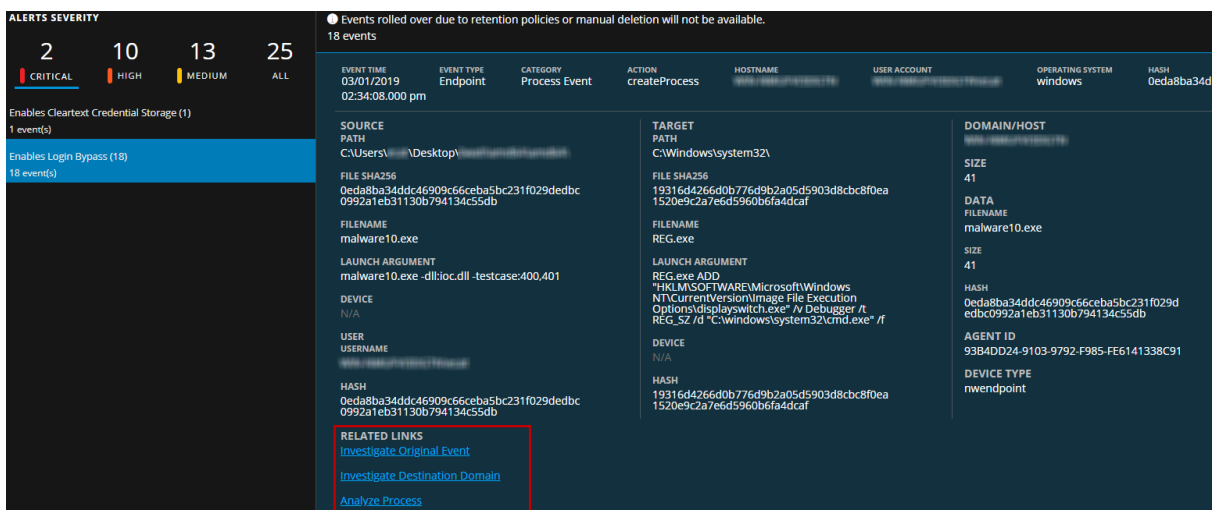 ALERTS SEVERITY
2 10 13 25
CRITICAL HIGH MEDIUM ALL
Enables Cleartext Credential Storage (1)
1 event(s)
Enables Login Bypass (18)
18 event(s)
Events rolled over due to retention policies or manual deletion will not be available.
18 events
EVENT TIME EVENT TYPE CATEGORY ACTION HOSTNAME USER ACCOUNT OPERATING SYSTEM HASH
03/01/2019 Endpoint Process Event createProcess windows 0eda8ba34d
02:34:08.000 pm
SOURCE
PATH
C:\Users\ \Desktop\
FILE SHA256
0eda8ba34ddc46909c66ceba5bc231f029dedbc
0992a1eb31130b794134c55db
FILENAME
malware10.exe
LAUNCH ARGUMENT
malware10.exe -dll:ioc.dll -testcase:400,401
DEVICE
N/A
USER
USERNAME
HASH
0eda8ba34ddc46909c66ceba5bc231f029dedbc
0992a1eb31130b794134c55db
RELATED LINKS
Investigate Original Event
Investigate Destination Domain
Analyze Process
TARGET
PATH
C:\Windows\system32\
FILE SHA256
19316d4266d0b776d9b2a05d5903d8cbc8f0ea
1520e9c2a7e6d5960b6fa4dcaf
FILENAME
REG.exe
LAUNCH ARGUMENT
REG.exe ADD
"HKLM\SOFTWARE\Microsoft\Windows
NT\CurrentVersion\Image File Execution
Options\displayswitch.exe" /v Debugger /t
REG_SZ /d "C:\windows\system32\cmd.exe" /f
DEVICE
N/A
HASH
19316d4266d0b776d9b2a05d5903d8cbc8f0ea
1520e9c2a7e6d5960b6fa4dcaf
DOMAIN/HOST
SIZE
41
DATA
FILENAME
malware10.exe
SIZE
41
HASH
0eda8ba34ddc46909c66ceba5bc231f029d
edbc0992a1eb31130b794134c55db
AGENT ID
93B4DD24-9103-9792-F985-FE6141338C91
DEVICE TYPE
nwendpoint